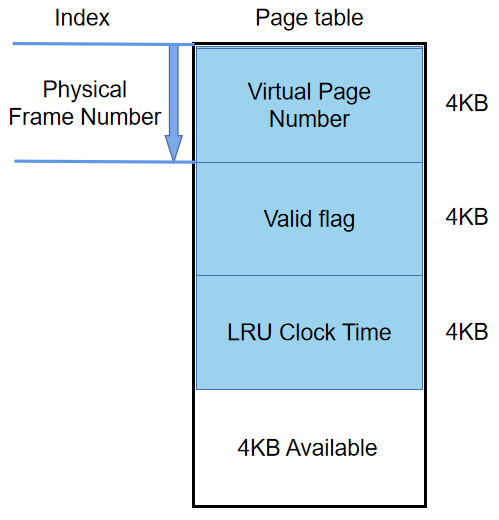 Index
Page table
Physical
Frame Number
Virtual Page
Number
4KB
Valid flag
4KB
LRU Clock Time
4KB
4KB Available